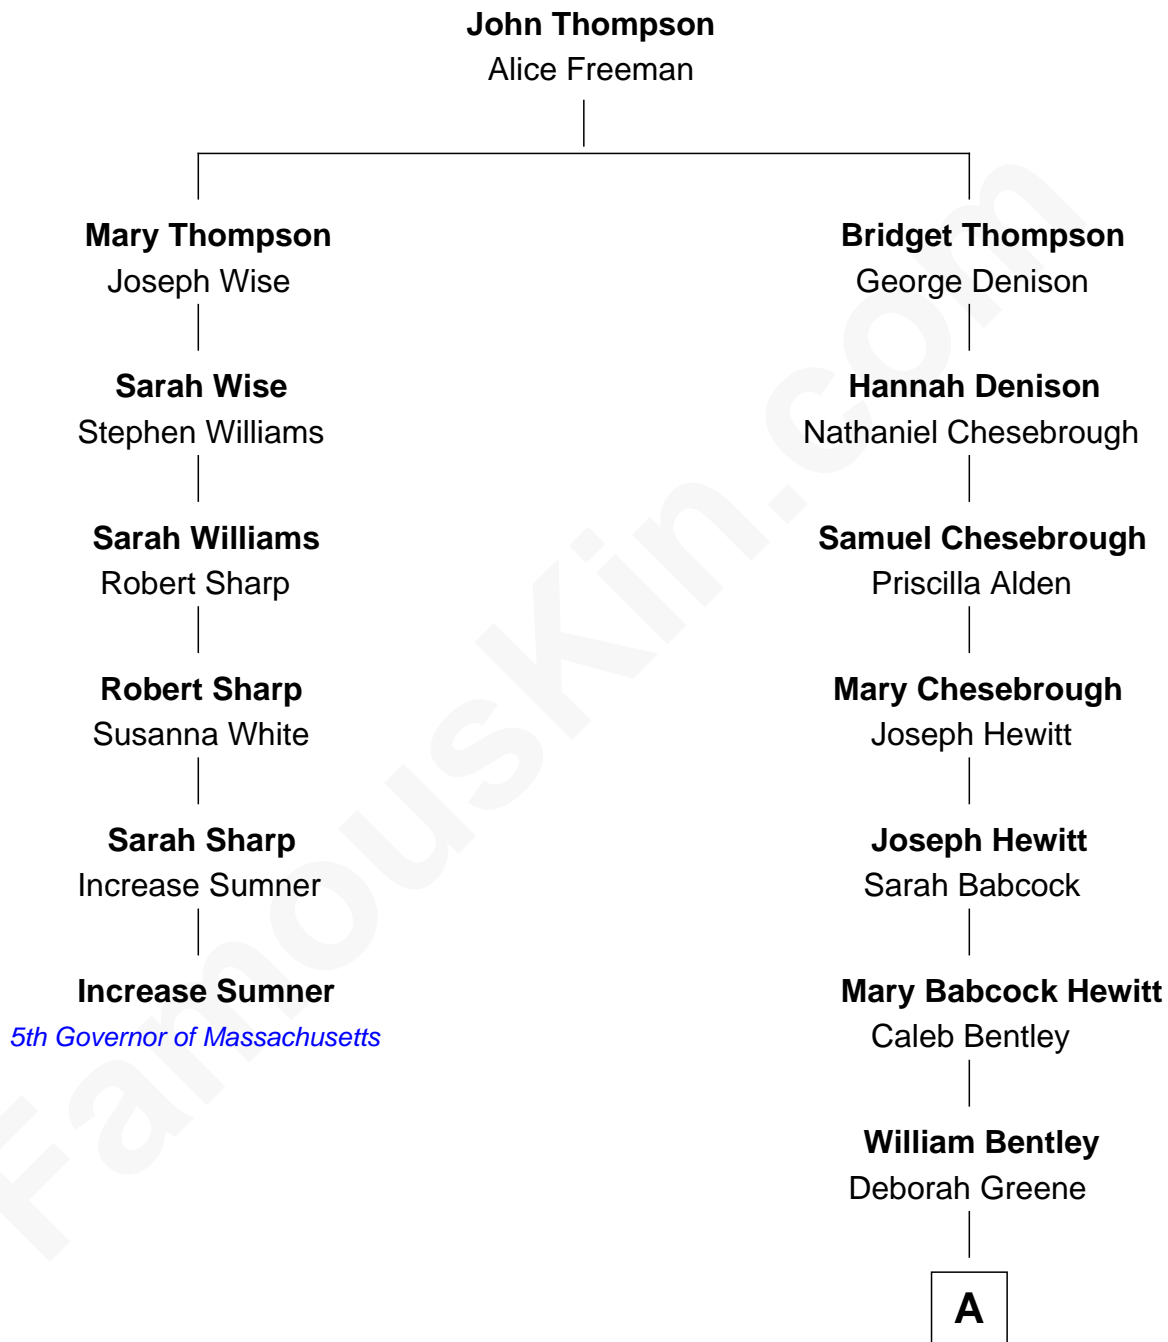 John Thompson
Alice Freeman
Mary Thompson
Joseph Wise
Bridget Thompson
George Denison
Sarah Wise
Stephen Williams
Hannah Denison
Nathaniel Chesebrough
Sarah Williams
Robert Sharp
Samuel Chesebrough
Priscilla Alden
Robert Sharp
Susanna White
Mary Chesebrough
Joseph Hewitt
Sarah Sharp
Increase Sumner
Joseph Hewitt
Sarah Babcock
Increase Sumner
5th Governor of Massachusetts
Mary Babcock Hewitt
Caleb Bentley
William Bentley
Deborah Greene
A
FamousKin.com